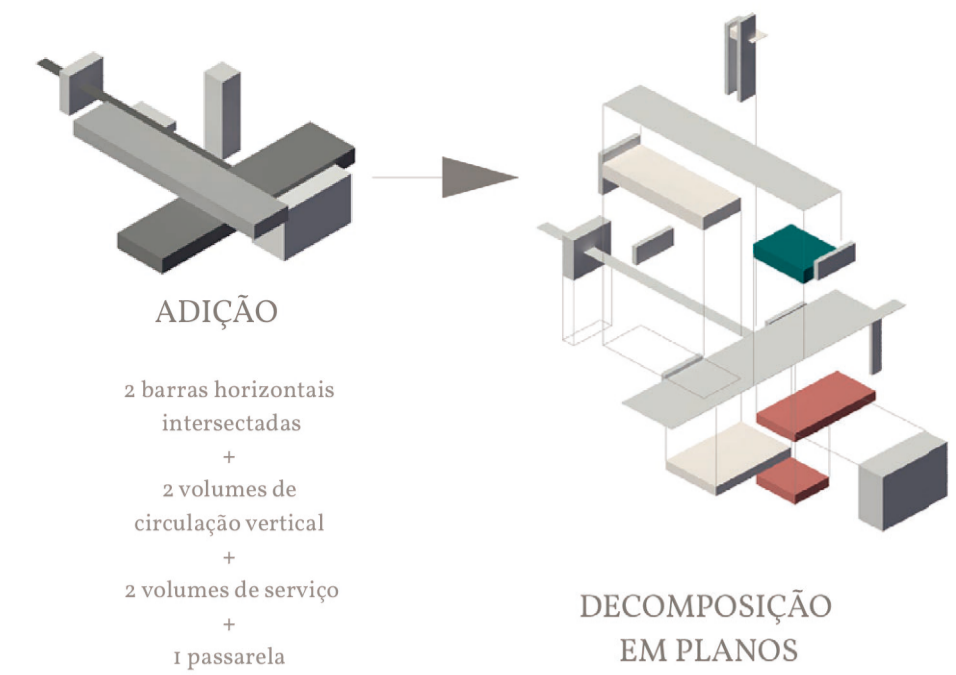 ADIÇÃO
2 barras horizontais
intersectadas
+
2 volumes de
circulação vertical
+
2 volumes de serviço
+
1 passarela
DECOMPOSIÇÃO
EM PLANOS